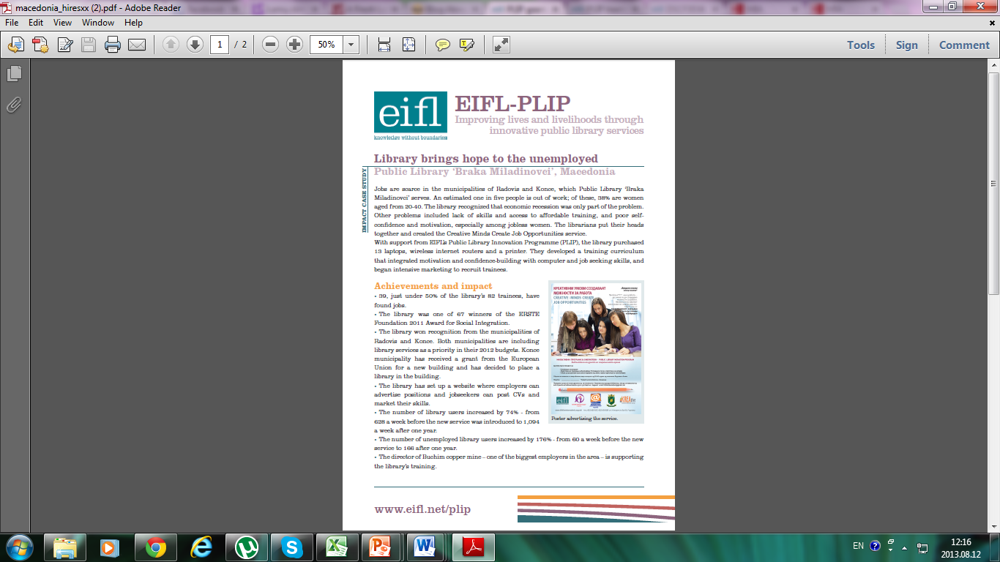 macedonia_hiresxx (2).pdf - Adobe Reader
File Edit View Window Help
1 / 2 50% Tools Sign Comment
eifl
knowledge without boundaries
EIFL-PLIP
Improving lives and livelihoods through
innovative public library services
Library brings hope to the unemployed
Public Library ‘Braka Miladinovci’, Macedonia
IMPACT CASE STUDY
Jobs are scarce in the municipalities of Radovis and Konce, which Public Library ‘Braka
Miladinovci’ serves. An estimated one in five people is out of work; of these, 38% are women
aged from 20-40. The library recognized that economic recession was only part of the problem.
Other problems included lack of skills and access to affordable training, and poor self-
confidence and motivation, especially among jobless women. The librarians put their heads
together and created the Creative Minds Create Job Opportunities service.
With support from EIFL's Public Library Innovation Programme (PLIP), the library purchased
13 laptops, wireless internet routers and a printer. They developed a training curriculum
that integrated motivation and confidence-building with computer and job seeking skills, and
began intensive marketing to recruit trainees.
Achievements and impact
• 39, just under 50% of the library's 82 trainees, have
found jobs.
• The library was one of 67 winners of the ERSTE
Foundation 2011 Award for Social Integration.
• The library won recognition from the municipalities of
Radovis and Konce. Both municipalities are including
library services as a priority in their 2012 budgets. Konce
municipality has received a grant from the European
Union for a new building and has decided to place a
library in the building.
• The library has set up a website where employers can
advertise positions and jobseekers can post CVs and
market their skills.
• The number of library users increased by 74% - from
628 a week before the new service was introduced to 1,094
a week after one year.
• The number of unemployed library users increased by 176% - from 60 a week before the new
service to 166 after one year.
• The director of Buchim copper mine – one of the biggest employers in the area – is supporting
the library's training.
КРЕАТИВНИ УМОВИ СОЗДАВААТ
МОЖНОСТИ ЗА РАБОТА
CREATIVE MINDS CREATE
JOB OPPORTUNITIES
eifl
Poster advertising the service.
www.eifl.net/plip
EN
12:16
2013.08.12